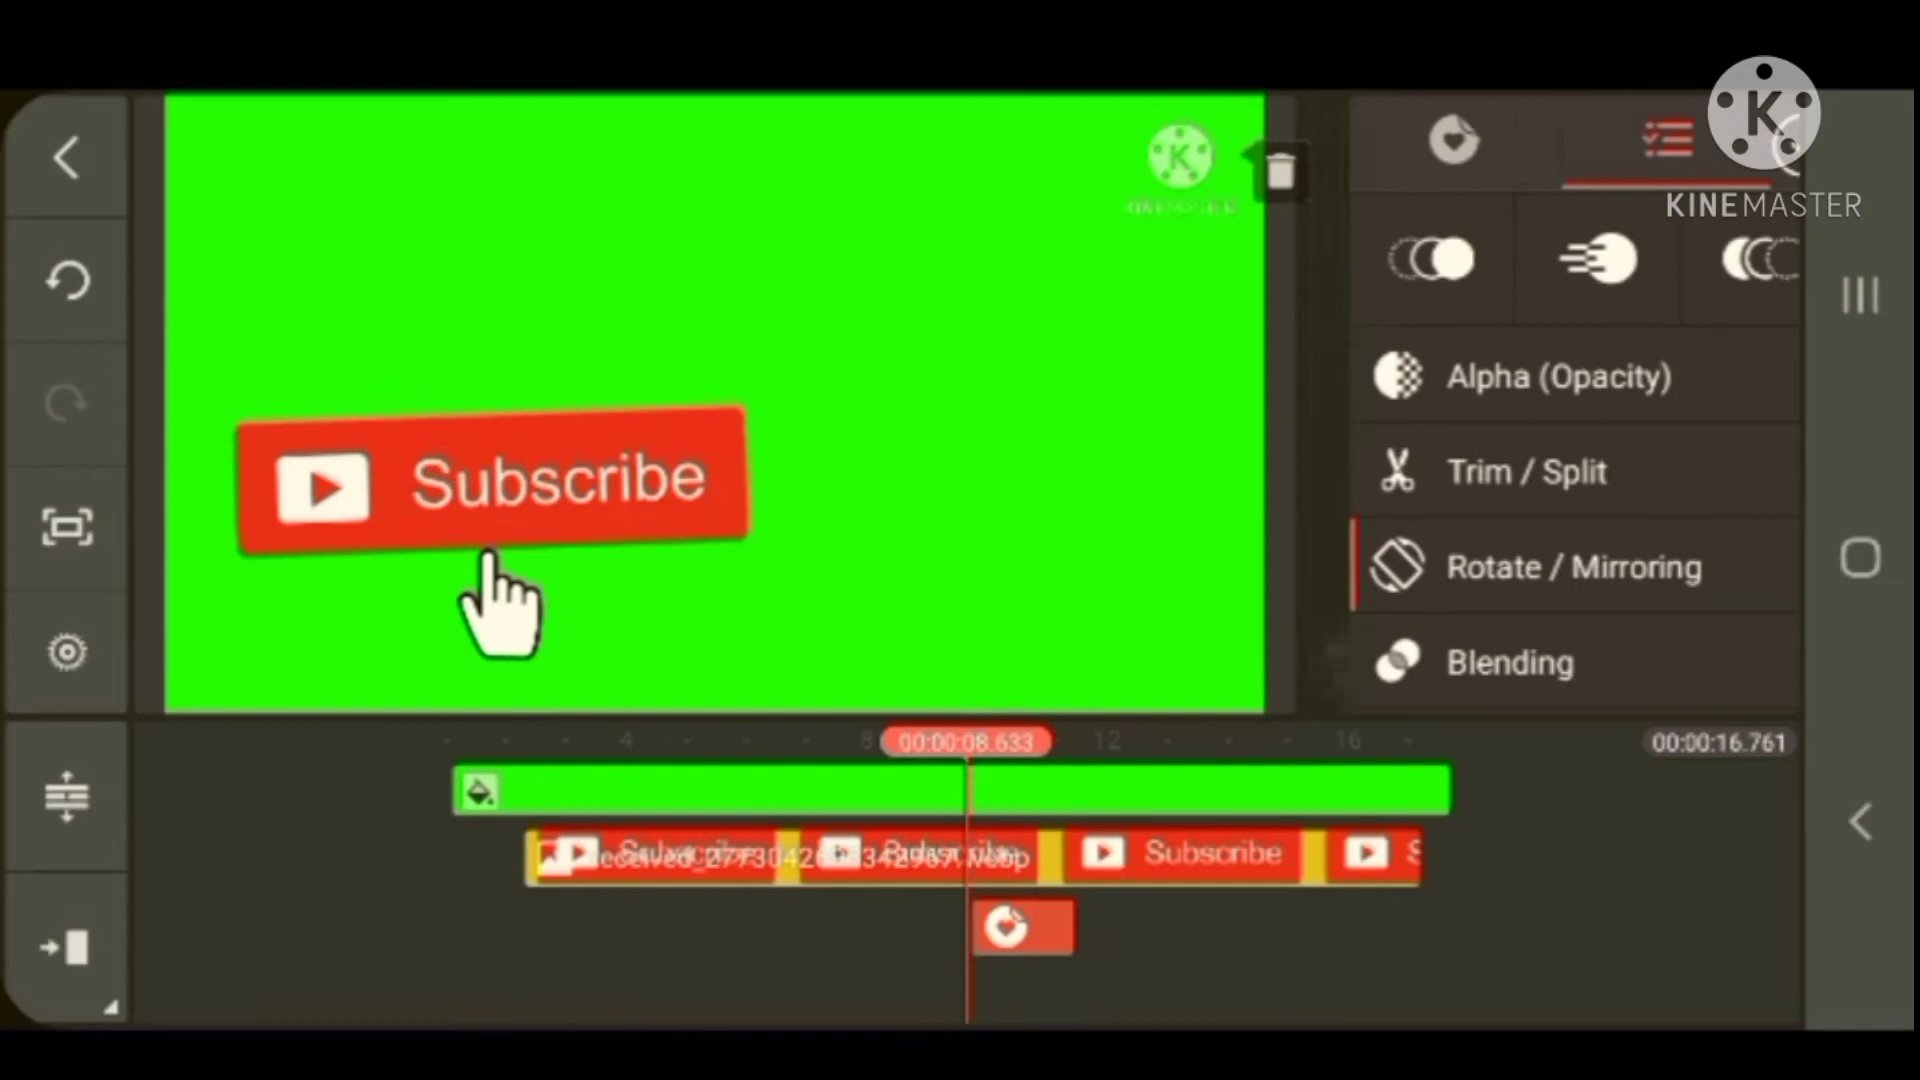 K
KINEMASTER
K
KINEMASTER
Subscribe
Alpha (Opacity)
Trim / Split
Rotate / Mirroring
Blending
4
8
00:00:08.633
12
16
00:00:16.761
Subscribe
S